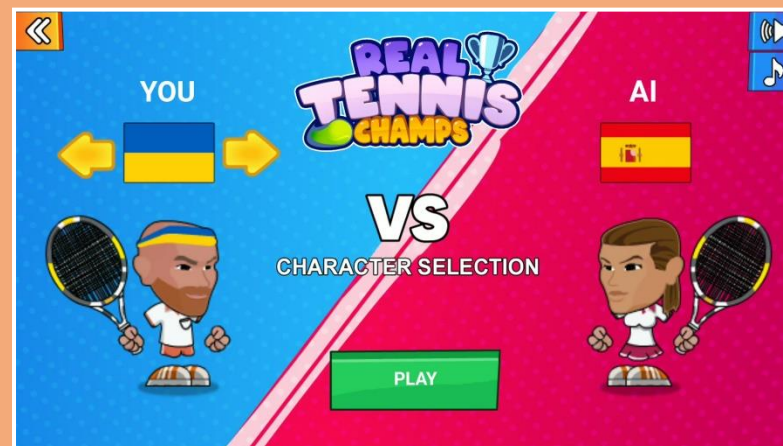 REAL
TENNIS
CHAMPS
YOU
AI
VS
CHARACTER SELECTION
PLAY